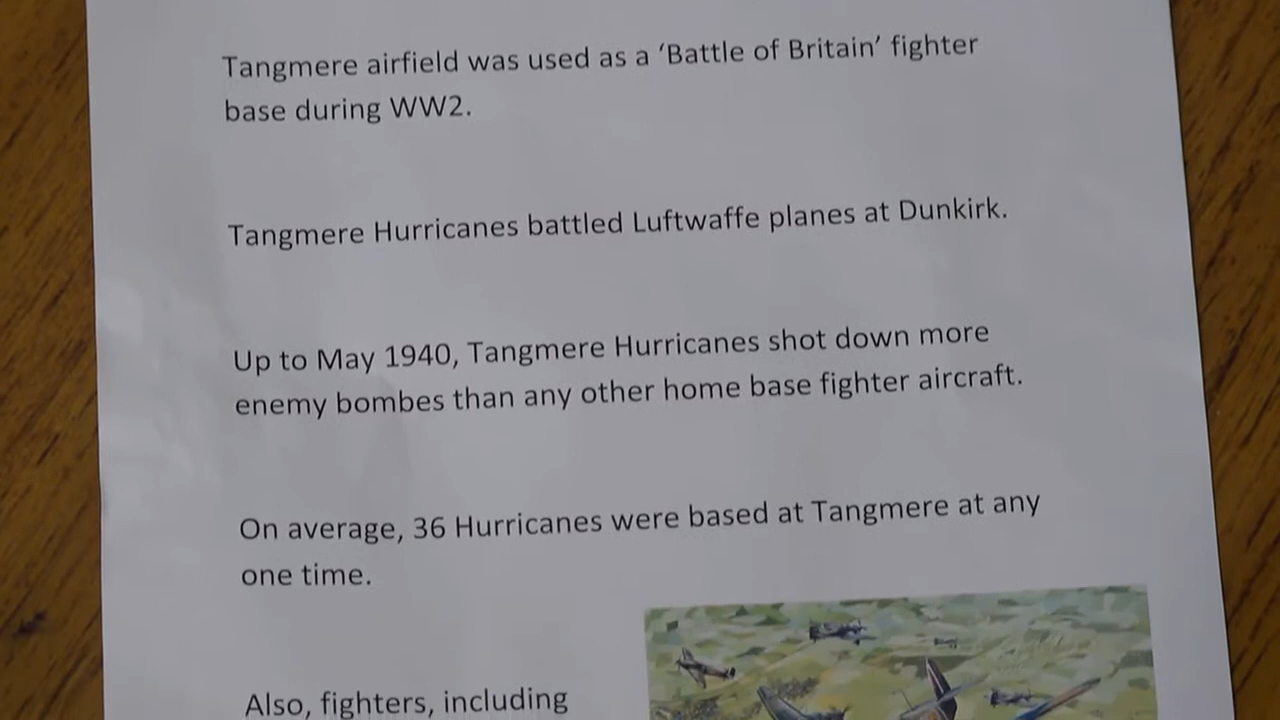 Tangmere airfield was used as a ‘Battle of Britain’ fighter
base during WW2.
Tangmere Hurricanes battled Luftwaffe planes at Dunkirk.
Up to May 1940, Tangmere Hurricanes shot down more
enemy bombes than any other home base fighter aircraft.
On average, 36 Hurricanes were based at Tangmere at any
one time.
Also, fighters, including